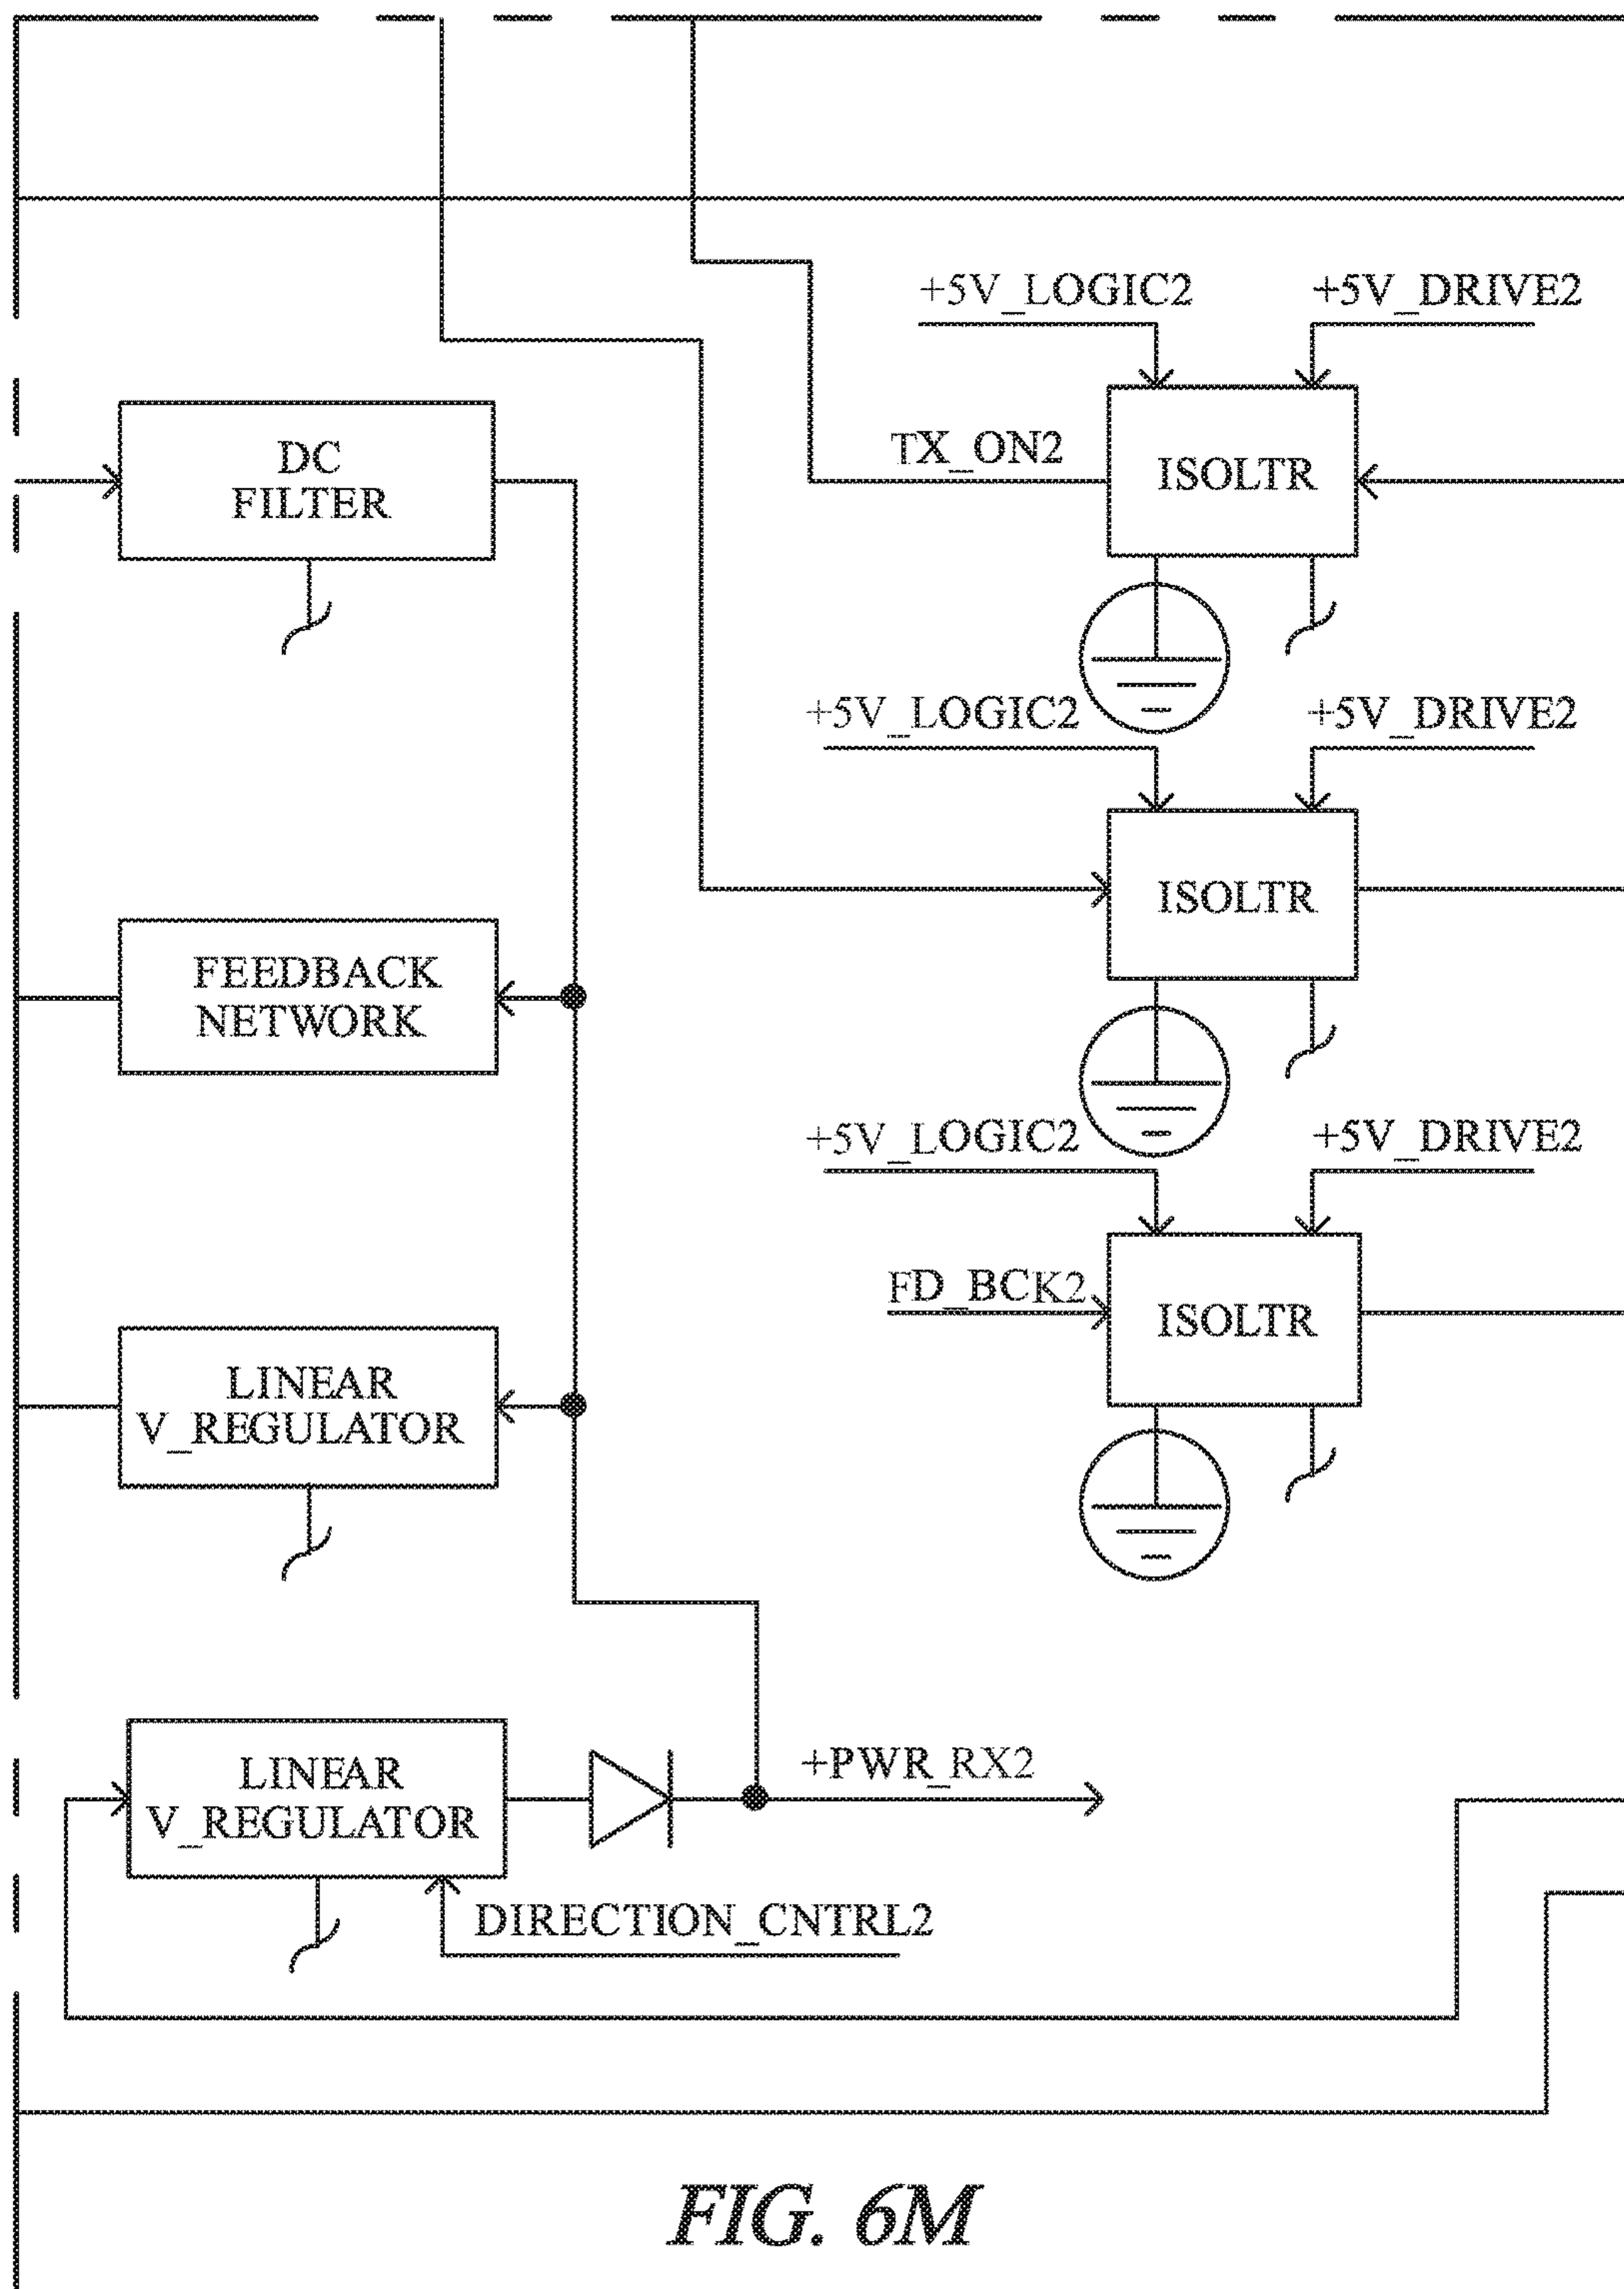 +5V_LOGIC2 +5V_DRIVE2
DC
FILTER
TX_ON2
ISOLTR
+5V_LOGIC2 +5V_DRIVE2
ISOLTR
FEEDBACK
NETWORK
+5V_LOGIC2 +5V_DRIVE2
FD_BCK2
ISOLTR
LINEAR
V_REGULATOR
LINEAR
V_REGULATOR
+PWR_RX2
DIRECTION_CNTRL2
FIG. 6M